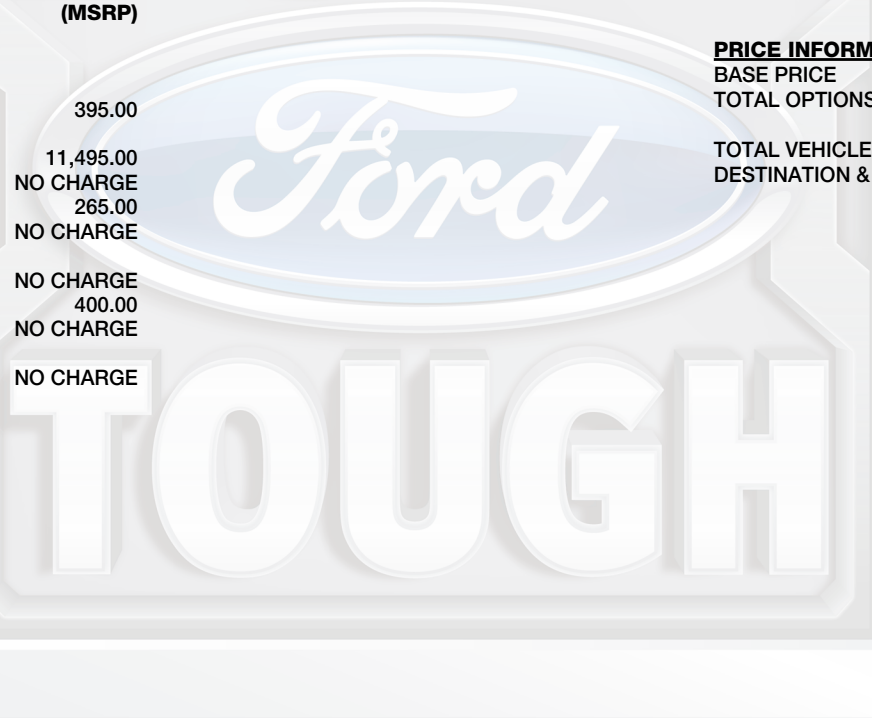 (MSRP)
395.00
11,495.00
NO CHARGE
265.00
NO CHARGE
NO CHARGE
400.00
NO CHARGE
NO CHARGE
PRICE INFORM
BASE PRICE
TOTAL OPTIONS
TOTAL VEHICLE
DESTINATION &
Ford
TOUGH